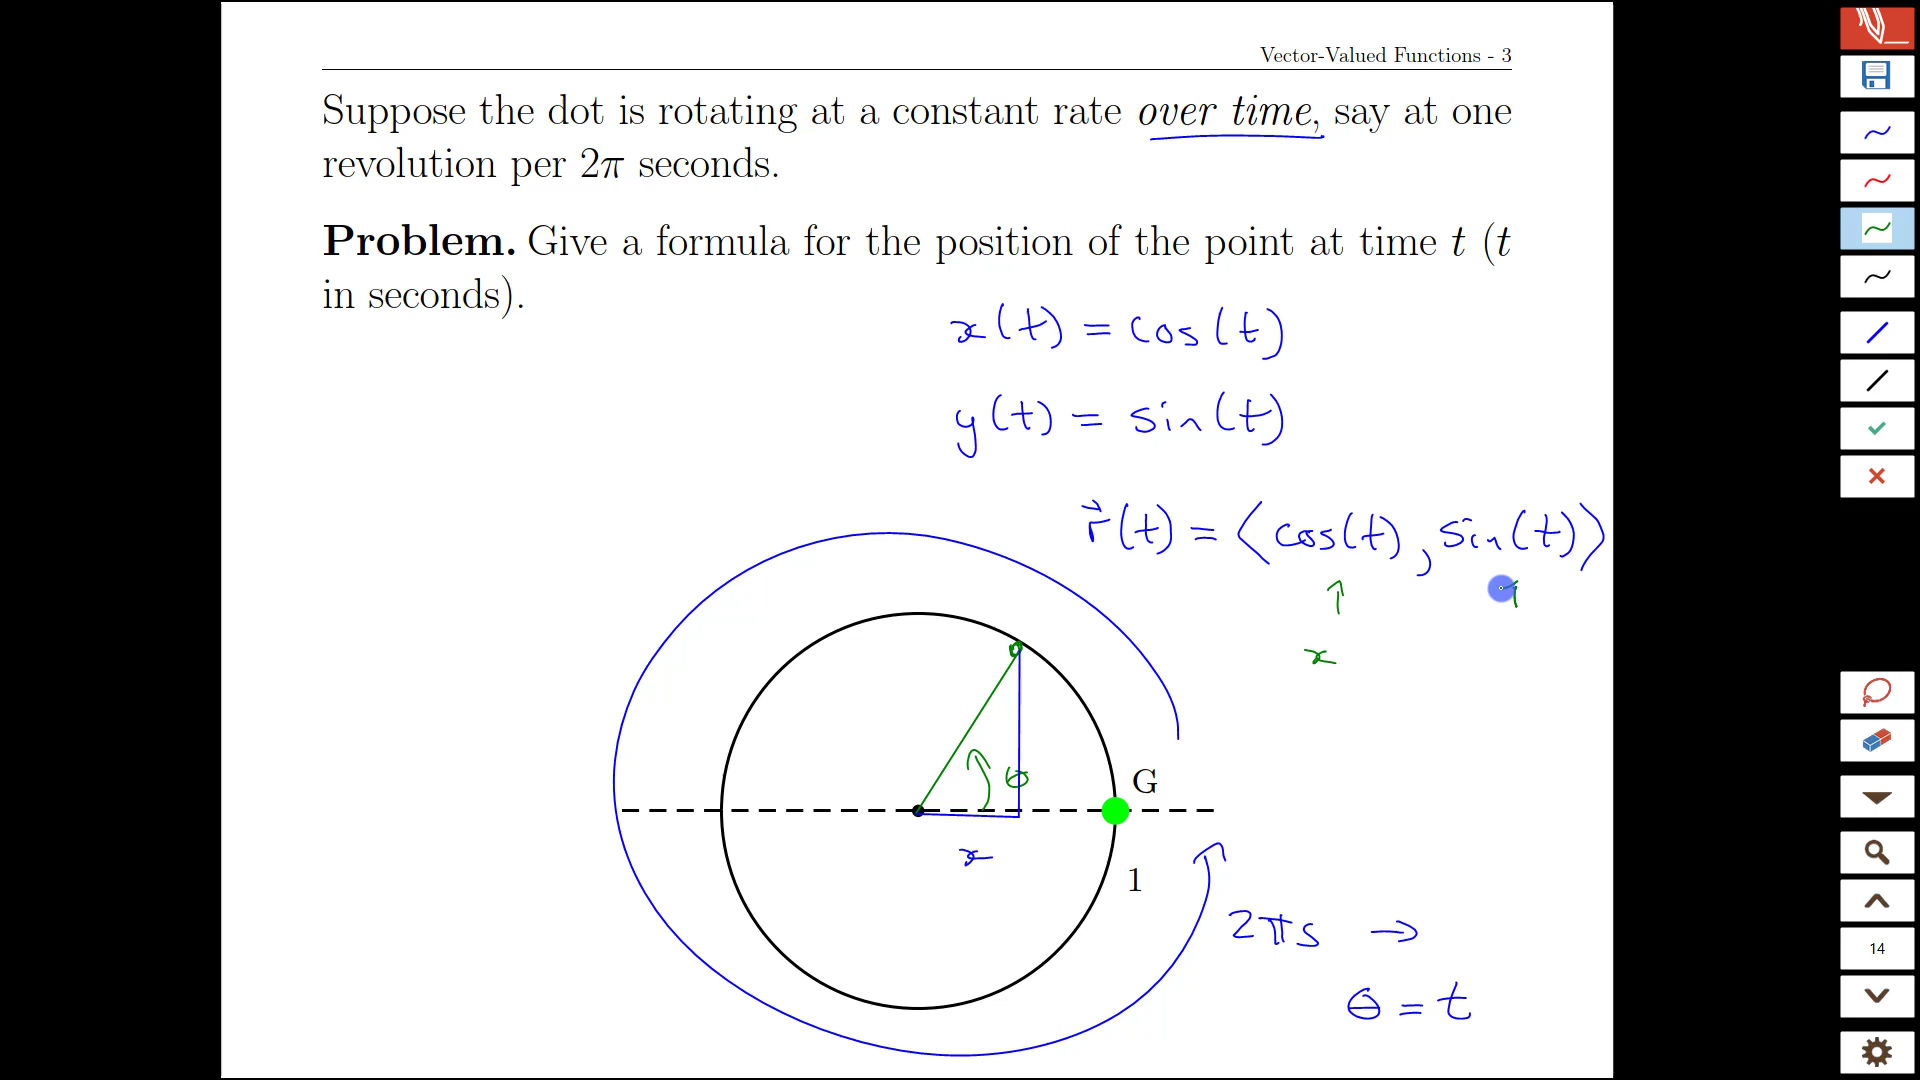 Vector-Valued Functions - 3
Suppose the dot is rotating at a constant rate over time, say at one
revolution per 2π seconds.
Problem. Give a formula for the position of the point at time t (t
in seconds).
x(t) = cos(t)
y(t) = sin(t)
r⃗(t) = ⟨cos(t), sin(t)⟩
x
θ
G
x
1
2πs →
θ = t
14